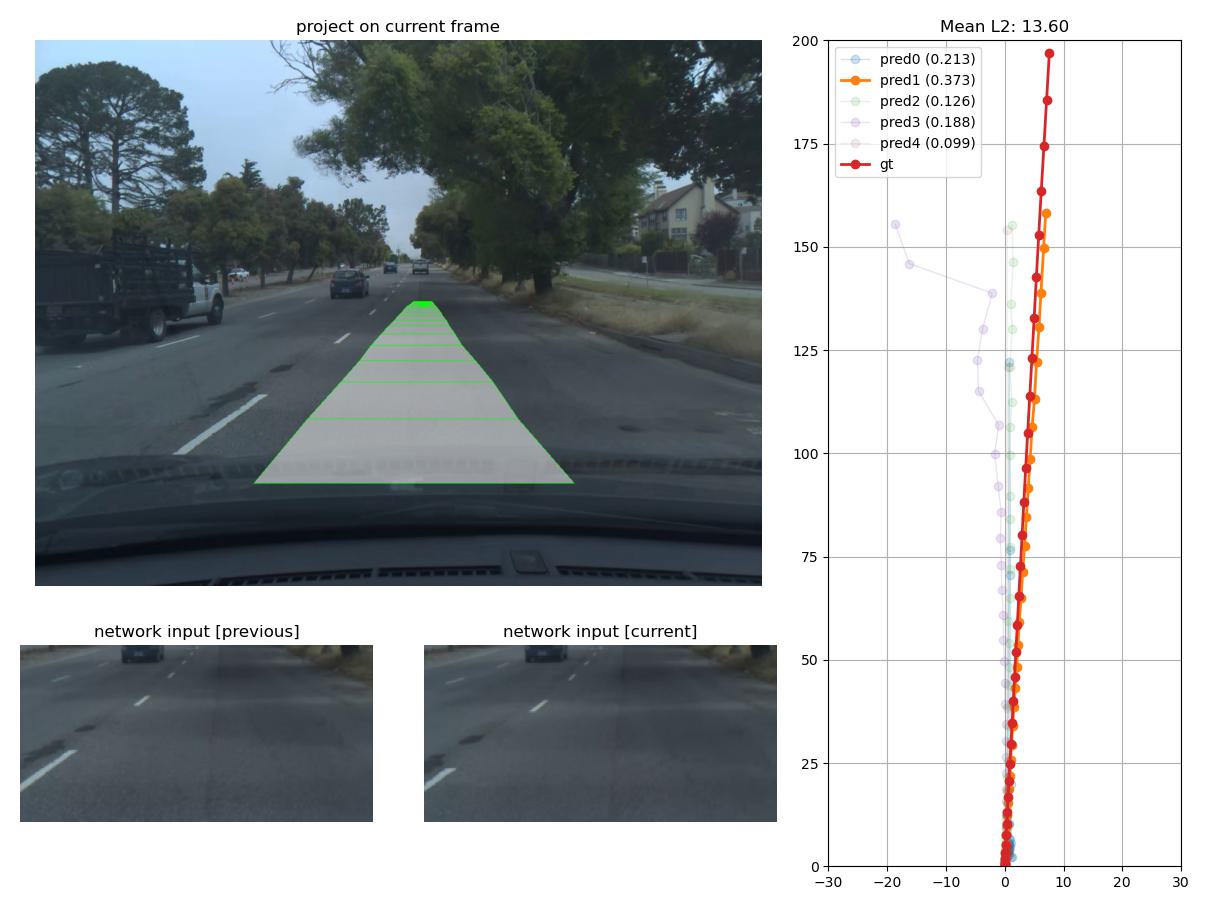 project on current frame
Mean L2: 13.60
200
175
150
125
100
75
50
25
0
−30
−20
−10
0
10
20
30
pred0 (0.213)
pred1 (0.373)
pred2 (0.126)
pred3 (0.188)
pred4 (0.099)
gt
network input [previous]
network input [current]